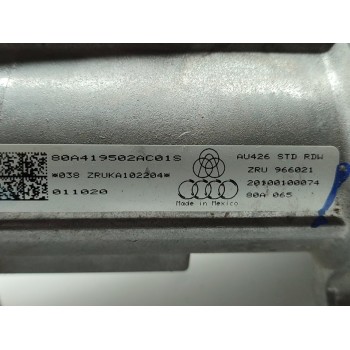 80A419502AC01S
*038 ZRUKA102204*
011020
Made in Mexico
AU426 STD RDW
ZRU 966021
20100100074
80A 065